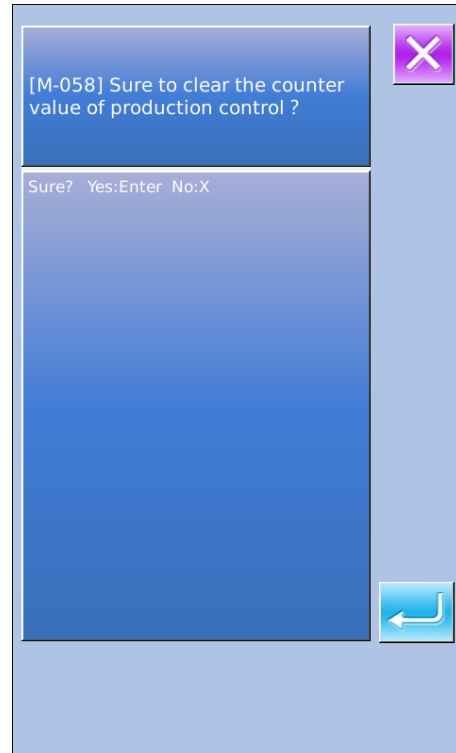 [M-058] Sure to clear the counter
value of production control ?
Sure?   Yes:Enter  No:X